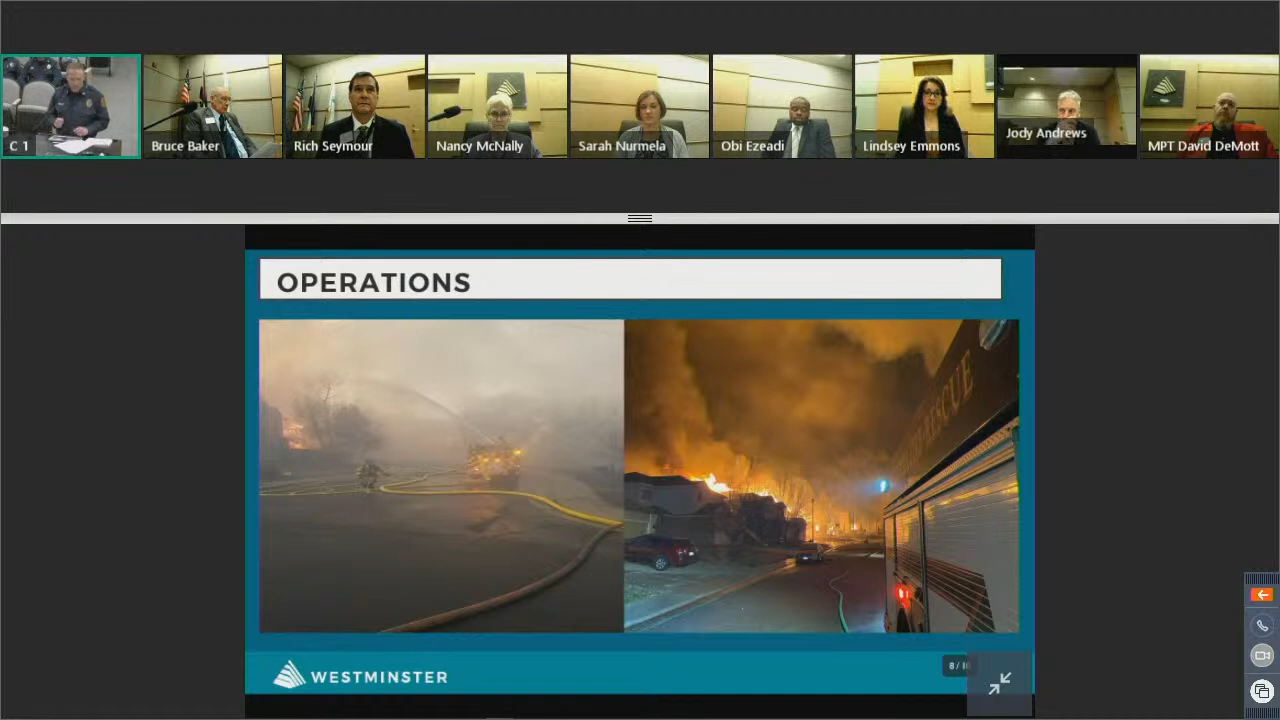 C 1
Bruce Baker
Rich Seymour
Nancy McNally
Sarah Nurmela
Obi Ezeadi
Lindsey Emmons
Jody Andrews
MPT David DeMott
OPERATIONS
RESCUE
WESTMINSTER